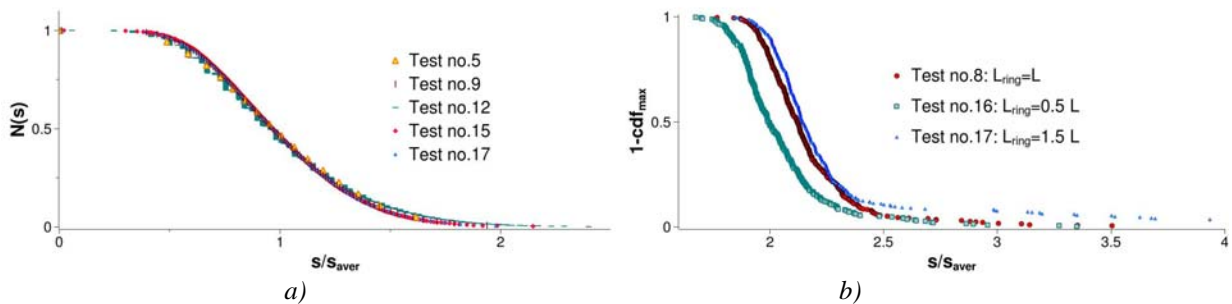 1
0.5
0
N(s)
Test no.5
Test no.9
Test no.12
Test no.15
Test no.17
0
1
2
s/s_aver
a)
1
0.5
0
1-cdf_max
Test no.8: L_ring=L
Test no.16: L_ring=0.5 L
Test no.17: L_ring=1.5 L
2
2.5
3
3.5
4
s/s_aver
b)